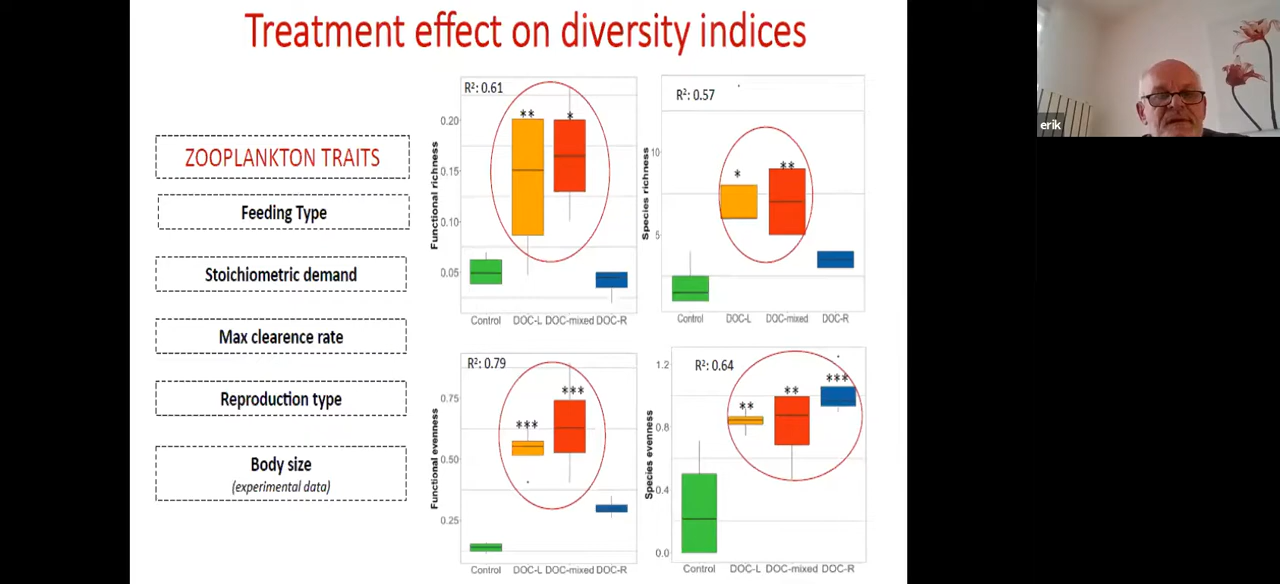 Treatment effect on diversity indices
erik
ZOOPLANKTON TRAITS
Feeding Type
Stoichiometric demand
Max clearence rate
Reproduction type
Body size
(experimental data)
R²: 0.61
** *
Functional richness
0.20
0.15
0.10
0.05
Control DOC-L DOC-mixed DOC-R
R²: 0.57
* **
Species richness
10
5
Control DOC-L DOC-mixed DOC-R
R²: 0.79
*** ***
Functional evenness
0.75
0.50
0.25
Control DOC-L DOC-mixed DOC-R
R²: 0.64
** ** ***
Species evenness
1.2
0.8
0.4
0.0
Control DOC-L DOC-mixed DOC-R